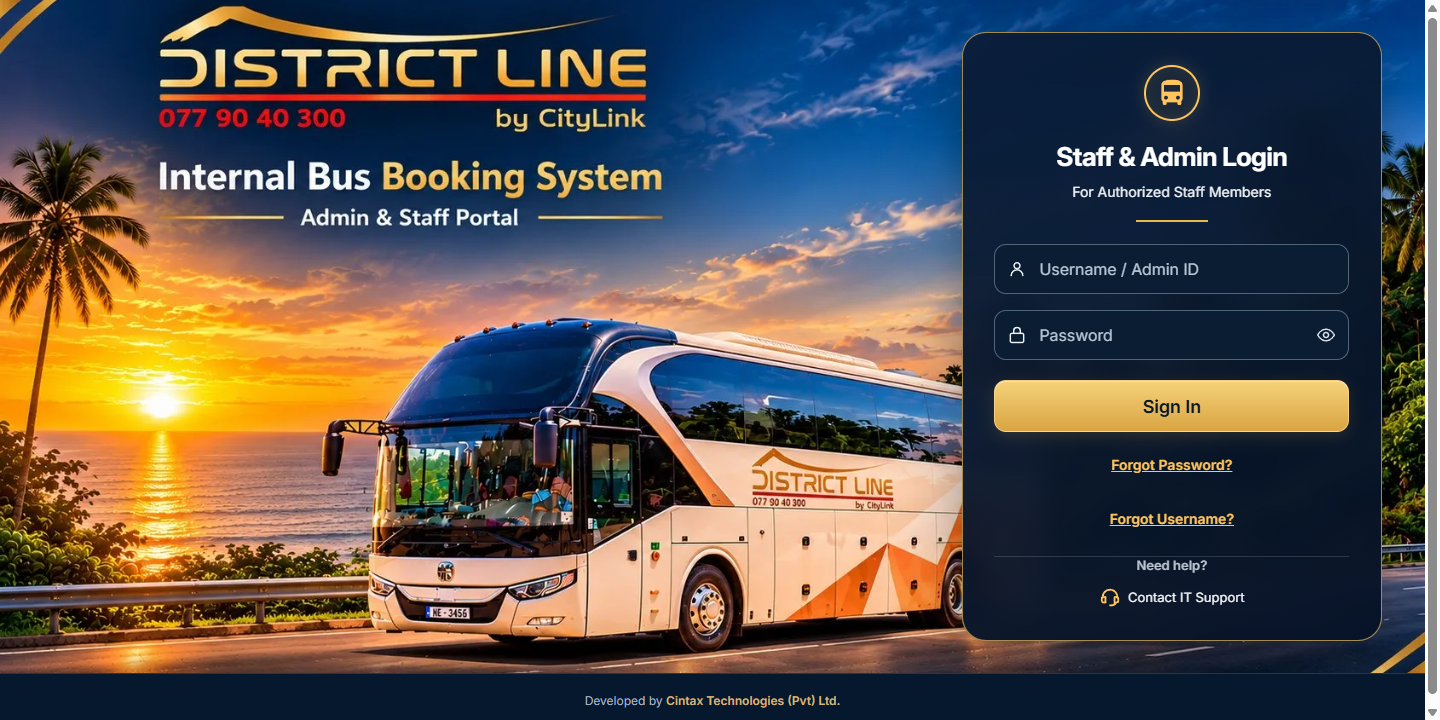 DISTRICT LINE
077 90 40 300 by CityLink
Internal Bus Booking System
Admin & Staff Portal
Staff & Admin Login
For Authorized Staff Members
Username / Admin ID
Password
Sign In
Forgot Password?
Forgot Username?
Need help?
Contact IT Support
DISTRICT LINE
077 90 40 300 by CityLink
NE - 3456
Developed by Cintax Technologies (Pvt) Ltd.